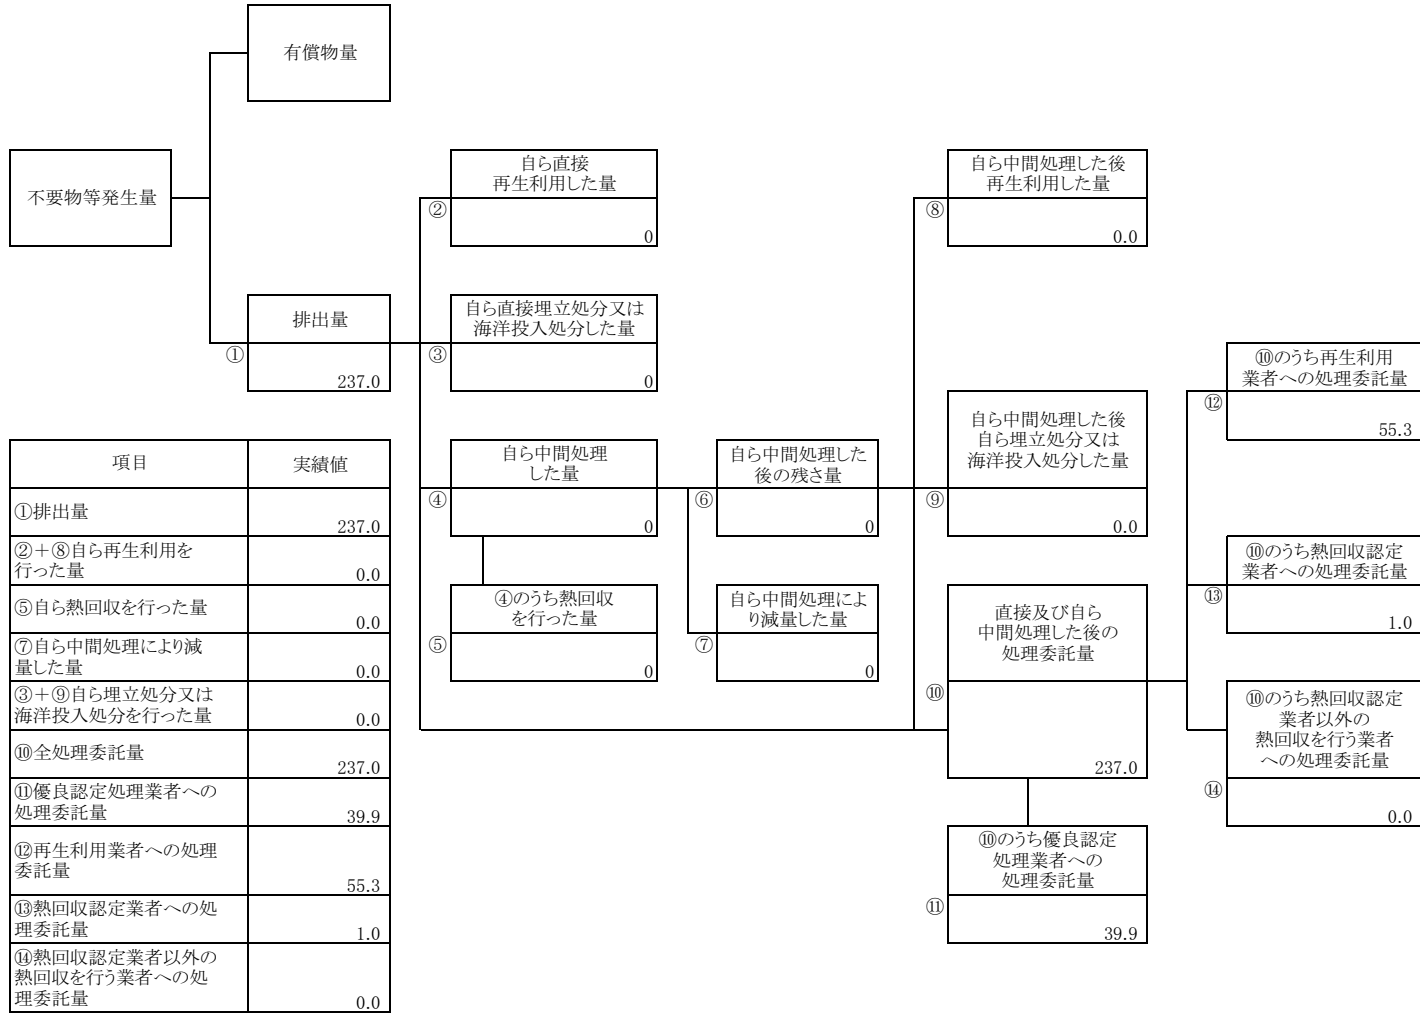 有償物量
不要物等発生量
自ら直接
再生利用した量
②
0
自ら中間処理した後
再生利用した量
⑧
0.0
排出量
①
237.0
自ら直接埋立処分又は
海洋投入処分した量
③
0
⑩のうち再生利用
業者への処理委託量
⑫
55.3
自ら中間処理
した量
④
0
自ら中間処理した
後の残さ量
⑥
0
自ら中間処理した後
自ら埋立処分又は
海洋投入処分した量
⑨
0.0
⑩のうち熱回収認定
業者への処理委託量
⑬
1.0
④のうち熱回収
を行った量
⑤
0
自ら中間処理によ
り減量した量
⑦
0
直接及び自ら
中間処理した後の
処理委託量
⑩
237.0
⑩のうち熱回収認定
業者以外の
熱回収を行う業者
への処理委託量
⑭
0.0
⑩のうち優良認定
処理業者への
処理委託量
⑪
39.9
項目 実績値
①排出量
237.0
②＋⑧自ら再生利用を
行った量
0.0
⑤自ら熱回収を行った量
0.0
⑦自ら中間処理により減
量した量
0.0
③＋⑨自ら埋立処分又は
海洋投入処分を行った量
0.0
⑩全処理委託量
237.0
⑪優良認定処理業者への
処理委託量
39.9
⑫再生利用業者への処理
委託量
55.3
⑬熱回収認定業者への処
理委託量
1.0
⑭熱回収認定業者以外の
熱回収を行う業者への処
理委託量
0.0